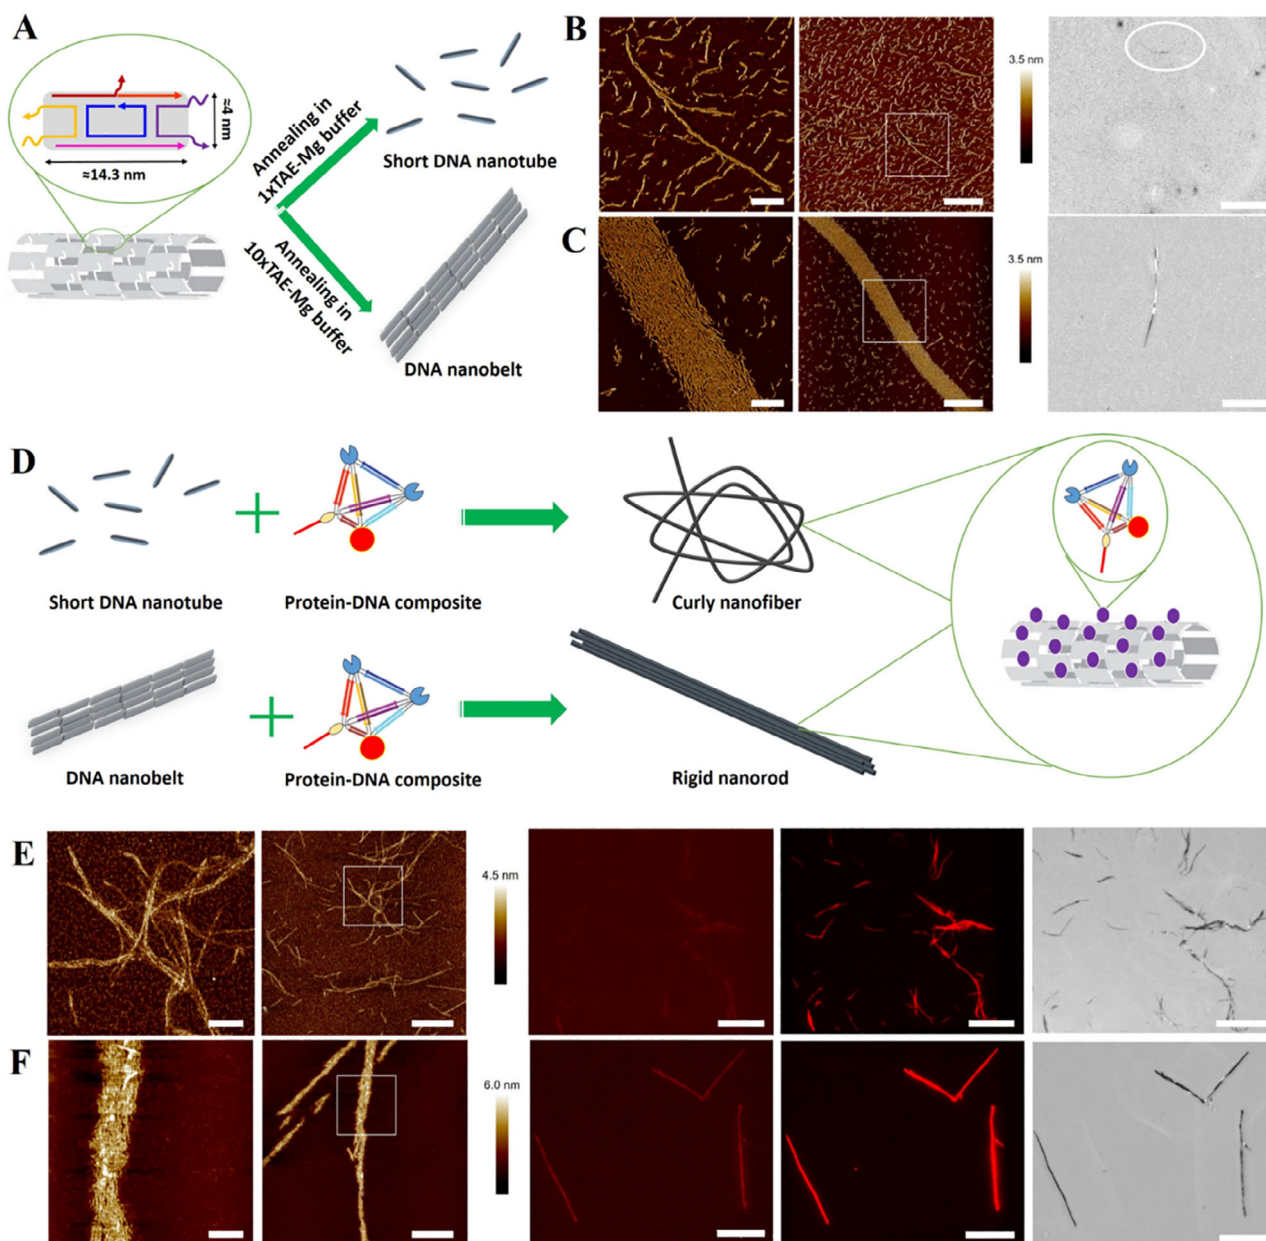 A
≈4 nm
≈14.3 nm
Annealing in
1xTAE-Mg buffer
Short DNA nanotube
Annealing in
10xTAE-Mg buffer
DNA nanobelt
B
3.5 nm
C
3.5 nm
D
Short DNA nanotube
Protein-DNA composite
Curly nanofiber
DNA nanobelt
Protein-DNA composite
Rigid nanorod
E
4.5 nm
F
6.0 nm